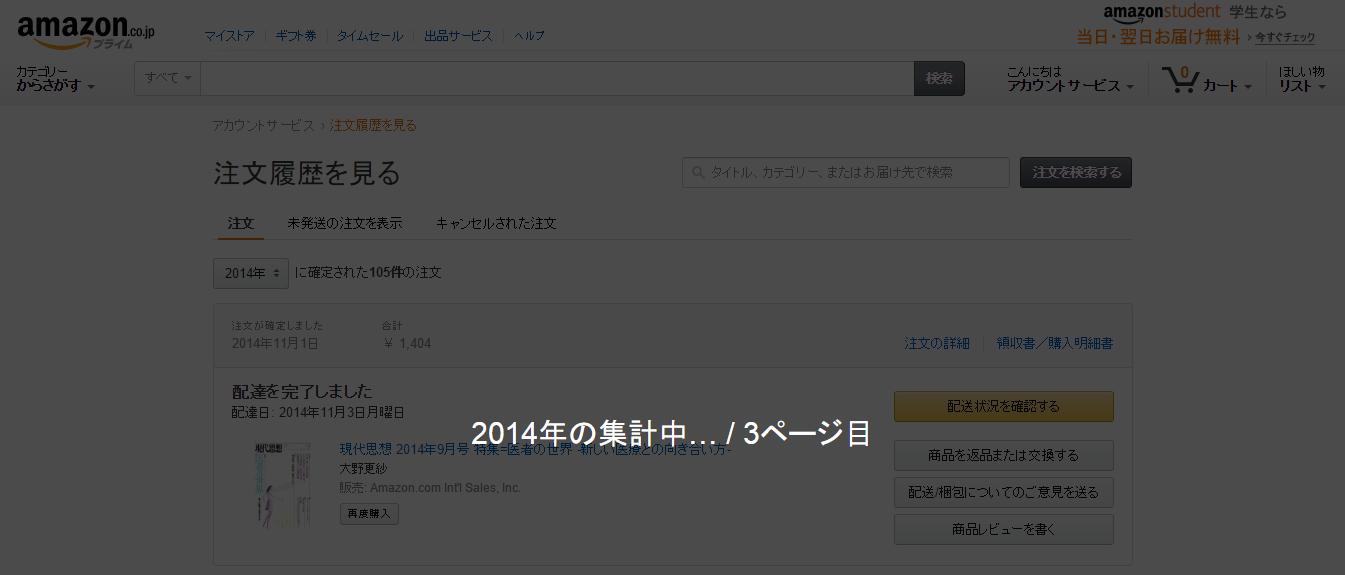 amazonstudent 学生なら
amazon.co.jp
プライム
マイストア ギフト券 タイムセール 出品サービス ヘルプ
当日・翌日お届け無料 ›今すぐチェック
カテゴリー
からさがす
すべて
検索
こんにちは
アカウントサービス
0
カート
ほしい物
リスト
アカウントサービス › 注文履歴を見る
注文履歴を見る
タイトル、カテゴリー、またはお届け先で検索
注文を検索する
注文 未発送の注文を表示 キャンセルされた注文
2014年 に確定された105件の注文
注文が確定しました 合計
2014年11月1日 ¥ 1,404
注文の詳細 領収書／購入明細書
配達を完了しました
配達日: 2014年11月3日月曜日
配送状況を確認する
2014年の集計中... / 3ページ目
現代思想
現代思想 2014年9月号 特集=医者の世界 -新しい医療との向き合い方-
大野更紗
販売: Amazon.com Int'l Sales, Inc.
再度購入
商品を返品または交換する
配送/梱包についてのご意見を送る
商品レビューを書く